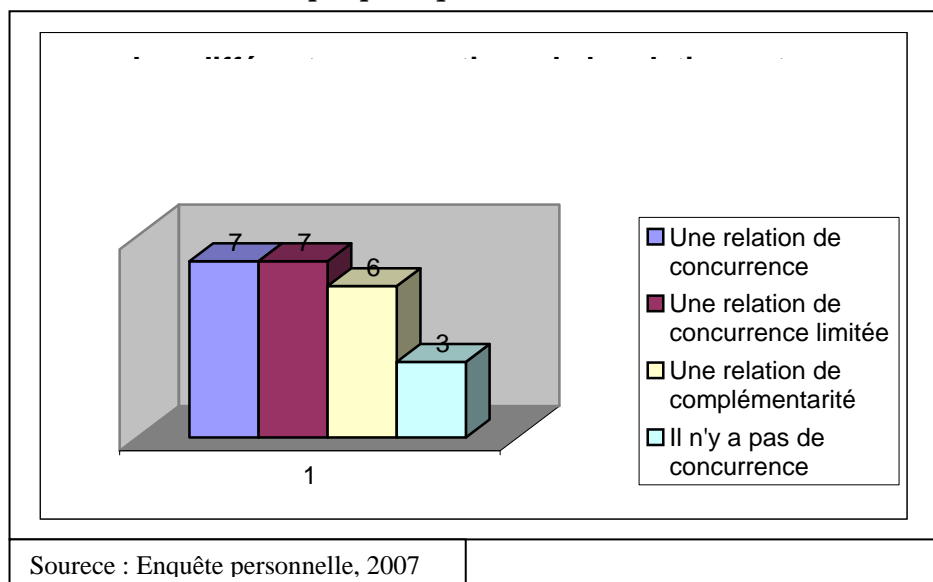 7
7
6
3
1
Une relation de
concurrence
Une relation de
concurrence limitée
Une relation de
complémentarité
Il n'y a pas de
concurrence
Sourece : Enquête personnelle, 2007